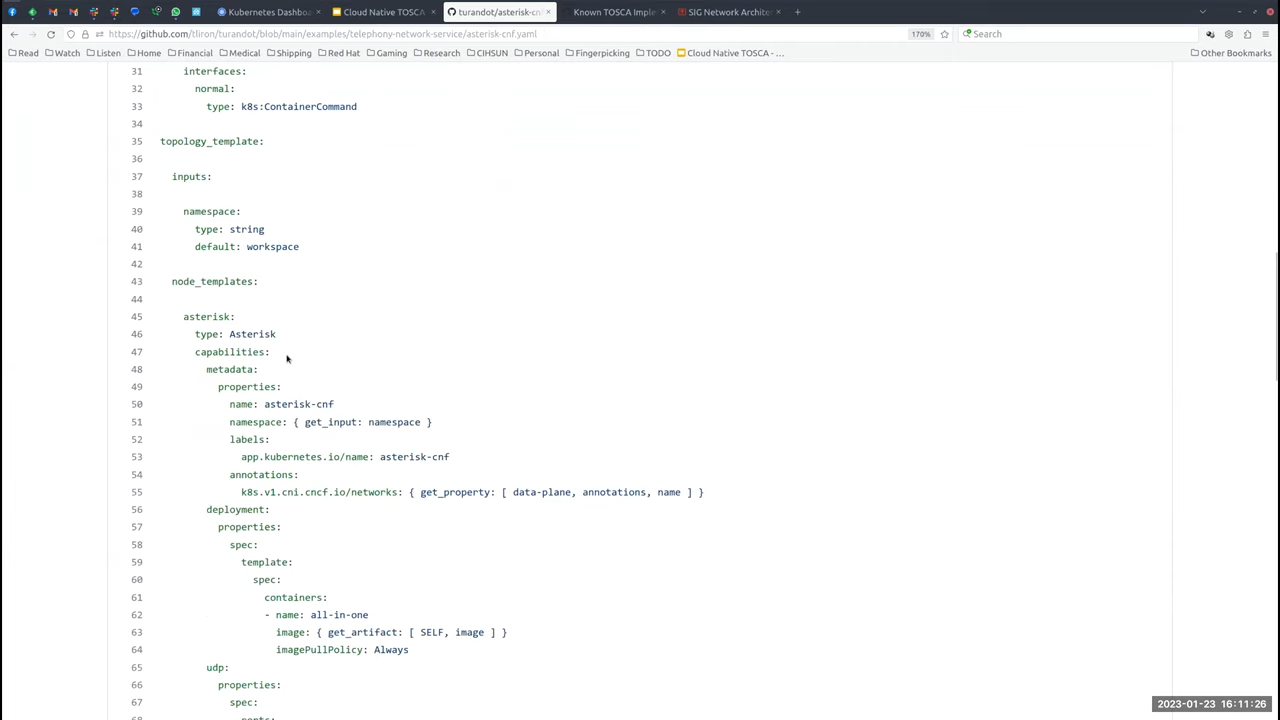 Kubernetes Dashbo
Cloud Native TOSCA
turandot/asterisk-cn
Known TOSCA Imple
SIG Network Archite
https://github.com/tliron/turandot/blob/main/examples/telephony-network-service/asterisk-cnf.yaml
170%
Search
Read
Watch
Listen
Home
Financial
Medical
Shipping
Red Hat
Gaming
Research
CIHSUN
Personal
Fingerpicking
TODO
Cloud Native TOSCA - ...
Other Bookmarks
31 interfaces:
32 normal:
33 type: k8s:ContainerCommand
34
35 topology_template:
36
37 inputs:
38
39 namespace:
40 type: string
41 default: workspace
42
43 node_templates:
44
45 asterisk:
46 type: Asterisk
47 capabilities:
48 metadata:
49 properties:
50 name: asterisk-cnf
51 namespace: { get_input: namespace }
52 labels:
53 app.kubernetes.io/name: asterisk-cnf
54 annotations:
55 k8s.v1.cni.cncf.io/networks: { get_property: [ data-plane, annotations, name ] }
56 deployment:
57 properties:
58 spec:
59 template:
60 spec:
61 containers:
62 - name: all-in-one
63 image: { get_artifact: [ SELF, image ] }
64 imagePullPolicy: Always
65 udp:
66 properties:
67 spec:
68 ports:
2023-01-23 16:11:26